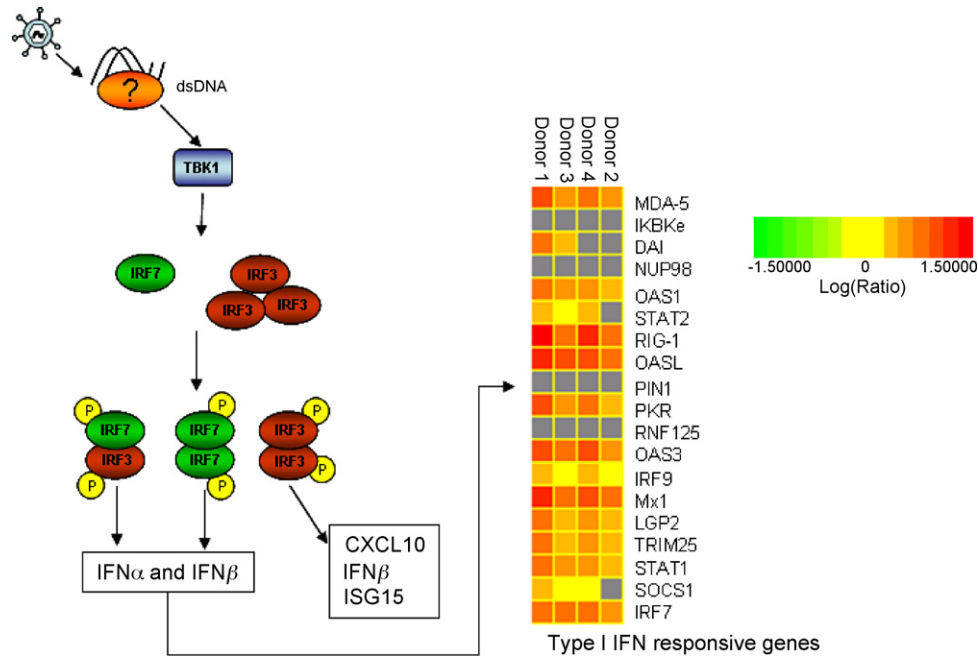 ?
dsDNA
TBK1
IRF7
IRF3
IRF3
IRF3
P
IRF7
IRF3
P
P
IRF7
IRF7
P
P
IRF3
IRF3
P
IFNα and IFNβ
CXCL10
IFNβ
ISG15
Donor 1
Donor 3
Donor 4
Donor 2
MDA-5
IKBKe
DAI
NUP98
OAS1
STAT2
RIG-1
OASL
PIN1
PKR
RNF125
OAS3
IRF9
Mx1
LGP2
TRIM25
STAT1
SOCS1
IRF7
Type I IFN responsive genes
-1.50000 0 1.50000
Log(Ratio)